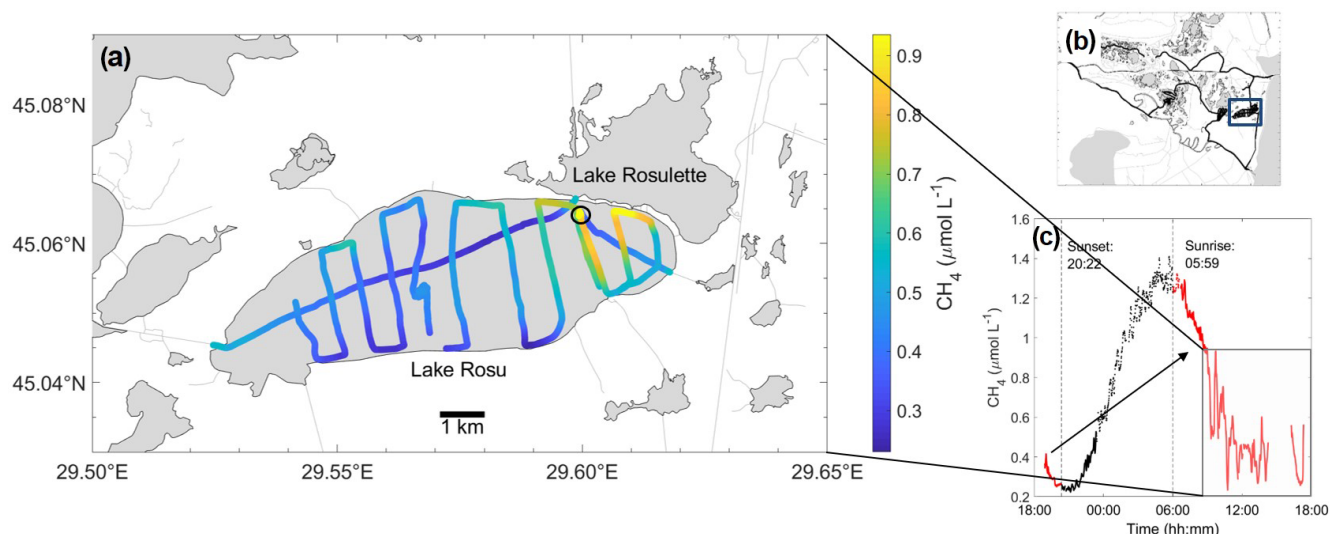 (a)
45.08°N
45.06°N
45.04°N
29.50°E
29.55°E
29.60°E
29.65°E
Lake Rosulette
Lake Rosu
1 km
0.9
0.8
0.7
0.6
0.5
0.4
0.3
CH4 (μmol L-1)
(b)
(c)
Sunset:
20:22
Sunrise:
05:59
1.6
1.4
1.2
1
0.8
0.6
0.4
0.2
CH4 (μmol L-1)
18:00
00:00
06:00
12:00
18:00
Time (hh:mm)